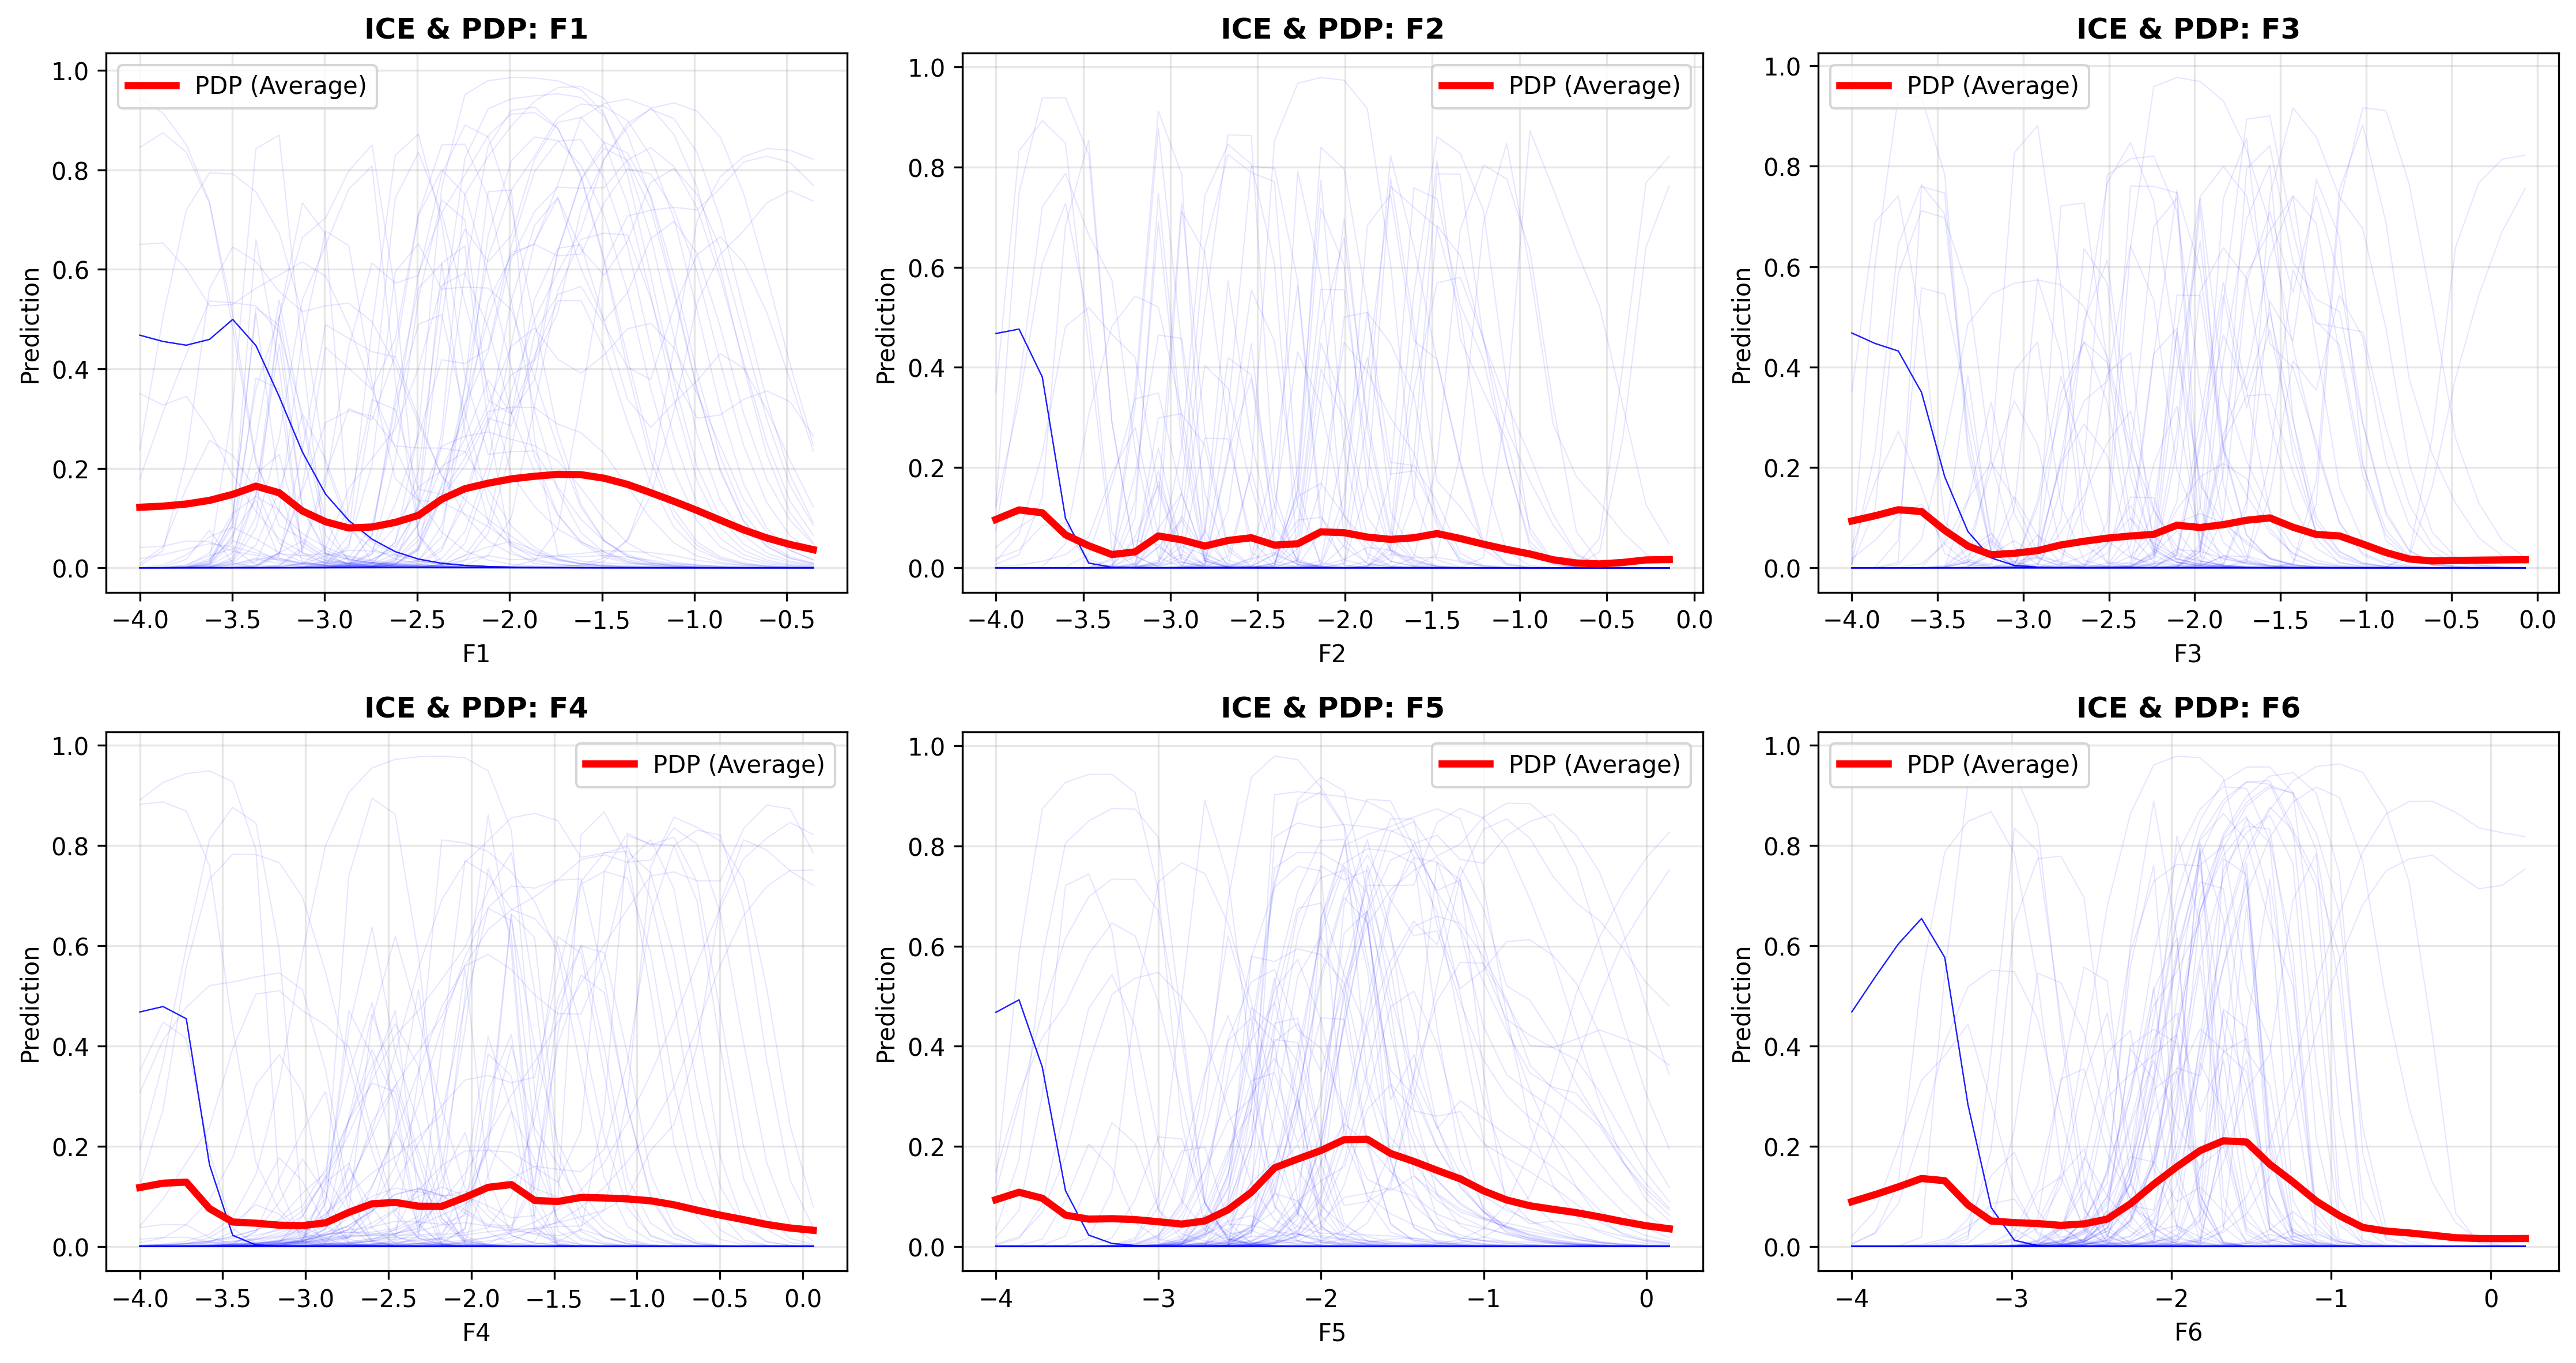 ICE & PDP: F1
PDP (Average)
1.0
0.8
0.6
0.4
0.2
0.0
Prediction
−4.0 −3.5 −3.0 −2.5 −2.0 −1.5 −1.0 −0.5
F1
ICE & PDP: F2
PDP (Average)
1.0
0.8
0.6
0.4
0.2
0.0
Prediction
−4.0 −3.5 −3.0 −2.5 −2.0 −1.5 −1.0 −0.5 0.0
F2
ICE & PDP: F3
PDP (Average)
1.0
0.8
0.6
0.4
0.2
0.0
Prediction
−4.0 −3.5 −3.0 −2.5 −2.0 −1.5 −1.0 −0.5 0.0
F3
ICE & PDP: F4
PDP (Average)
1.0
0.8
0.6
0.4
0.2
0.0
Prediction
−4.0 −3.5 −3.0 −2.5 −2.0 −1.5 −1.0 −0.5 0.0
F4
ICE & PDP: F5
PDP (Average)
1.0
0.8
0.6
0.4
0.2
0.0
Prediction
−4 −3 −2 −1 0
F5
ICE & PDP: F6
PDP (Average)
1.0
0.8
0.6
0.4
0.2
0.0
Prediction
−4 −3 −2 −1 0
F6